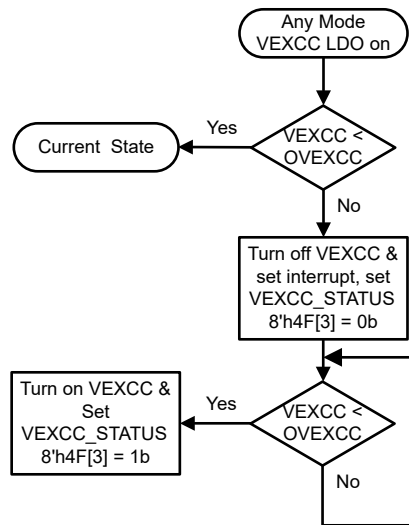 Any Mode
VEXCC LDO on
Yes
VEXCC <
OVEXCC
Current State
No
Turn off VEXCC &
set interrupt, set
VEXCC_STATUS
8'h4F[3] = 0b
Turn on VEXCC &
Set
VEXCC_STATUS
8'h4F[3] = 1b
Yes
VEXCC <
OVEXCC
No